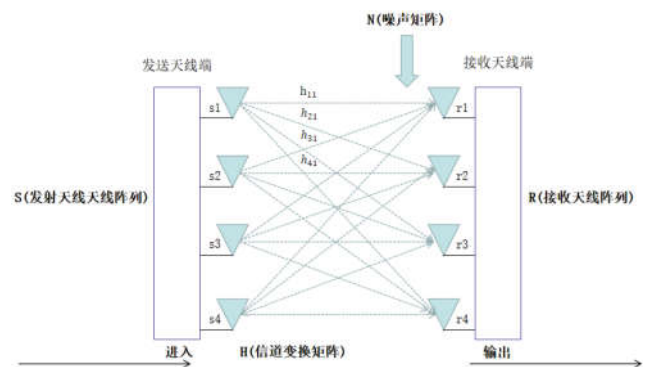 N(噪声矩阵)
发送天线端
接收天线端
s1
h11
r1
h21
h31
h41
s2
r2
S(发射天线天线阵列)
R(接收天线阵列)
s3
r3
s4
r4
进入
H(信道变换矩阵)
输出